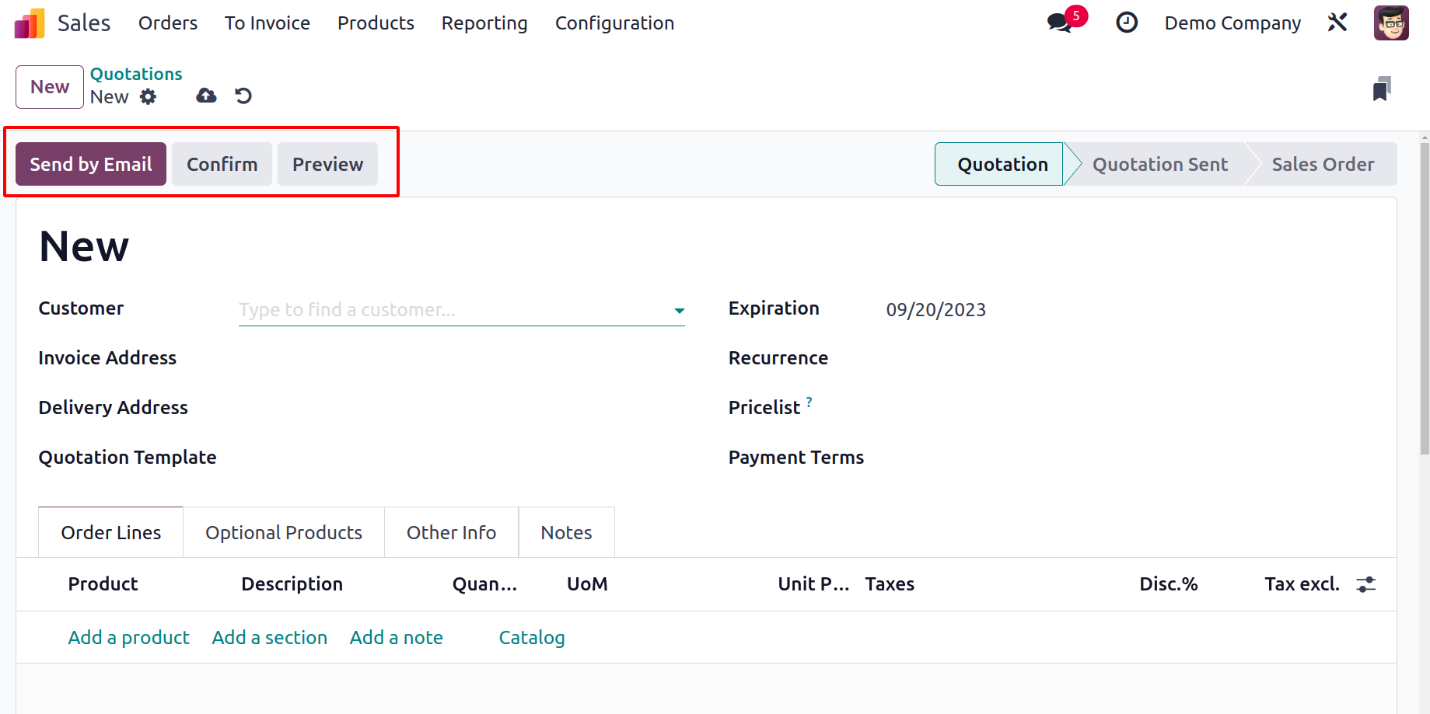 Sales Orders To Invoice Products Reporting Configuration 5 Demo Company
New Quotations
New
Send by Email Confirm Preview Quotation Quotation Sent Sales Order
New
Customer Type to find a customer... Expiration 09/20/2023
Invoice Address Recurrence
Delivery Address Pricelist ?
Quotation Template Payment Terms
Order Lines Optional Products Other Info Notes
Product Description Quan... UoM Unit P... Taxes Disc.% Tax excl.
Add a product Add a section Add a note Catalog